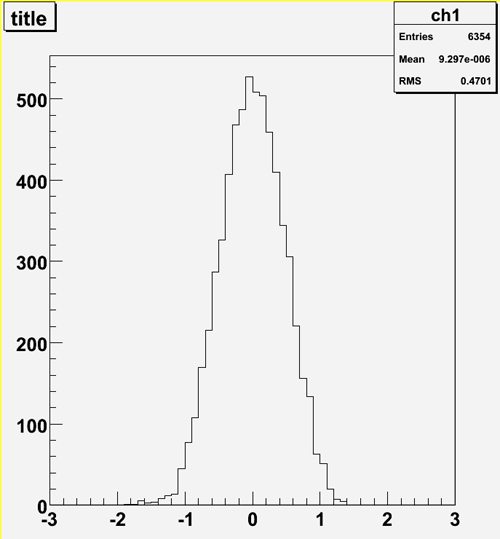 title
ch1
Entries 6354
Mean 9.297e-006
RMS 0.4701
500
400
300
200
100
0
-3 -2 -1 0 1 2 3